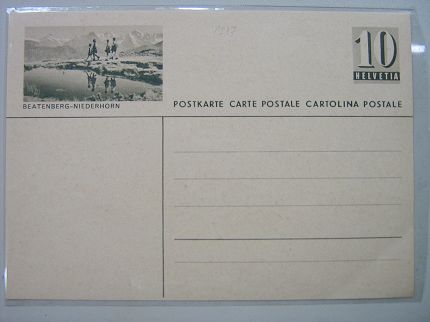 10
HELVETIA
BEATENBERG-NIEDERHORN
POSTKARTE CARTE POSTALE CARTOLINA POSTALE